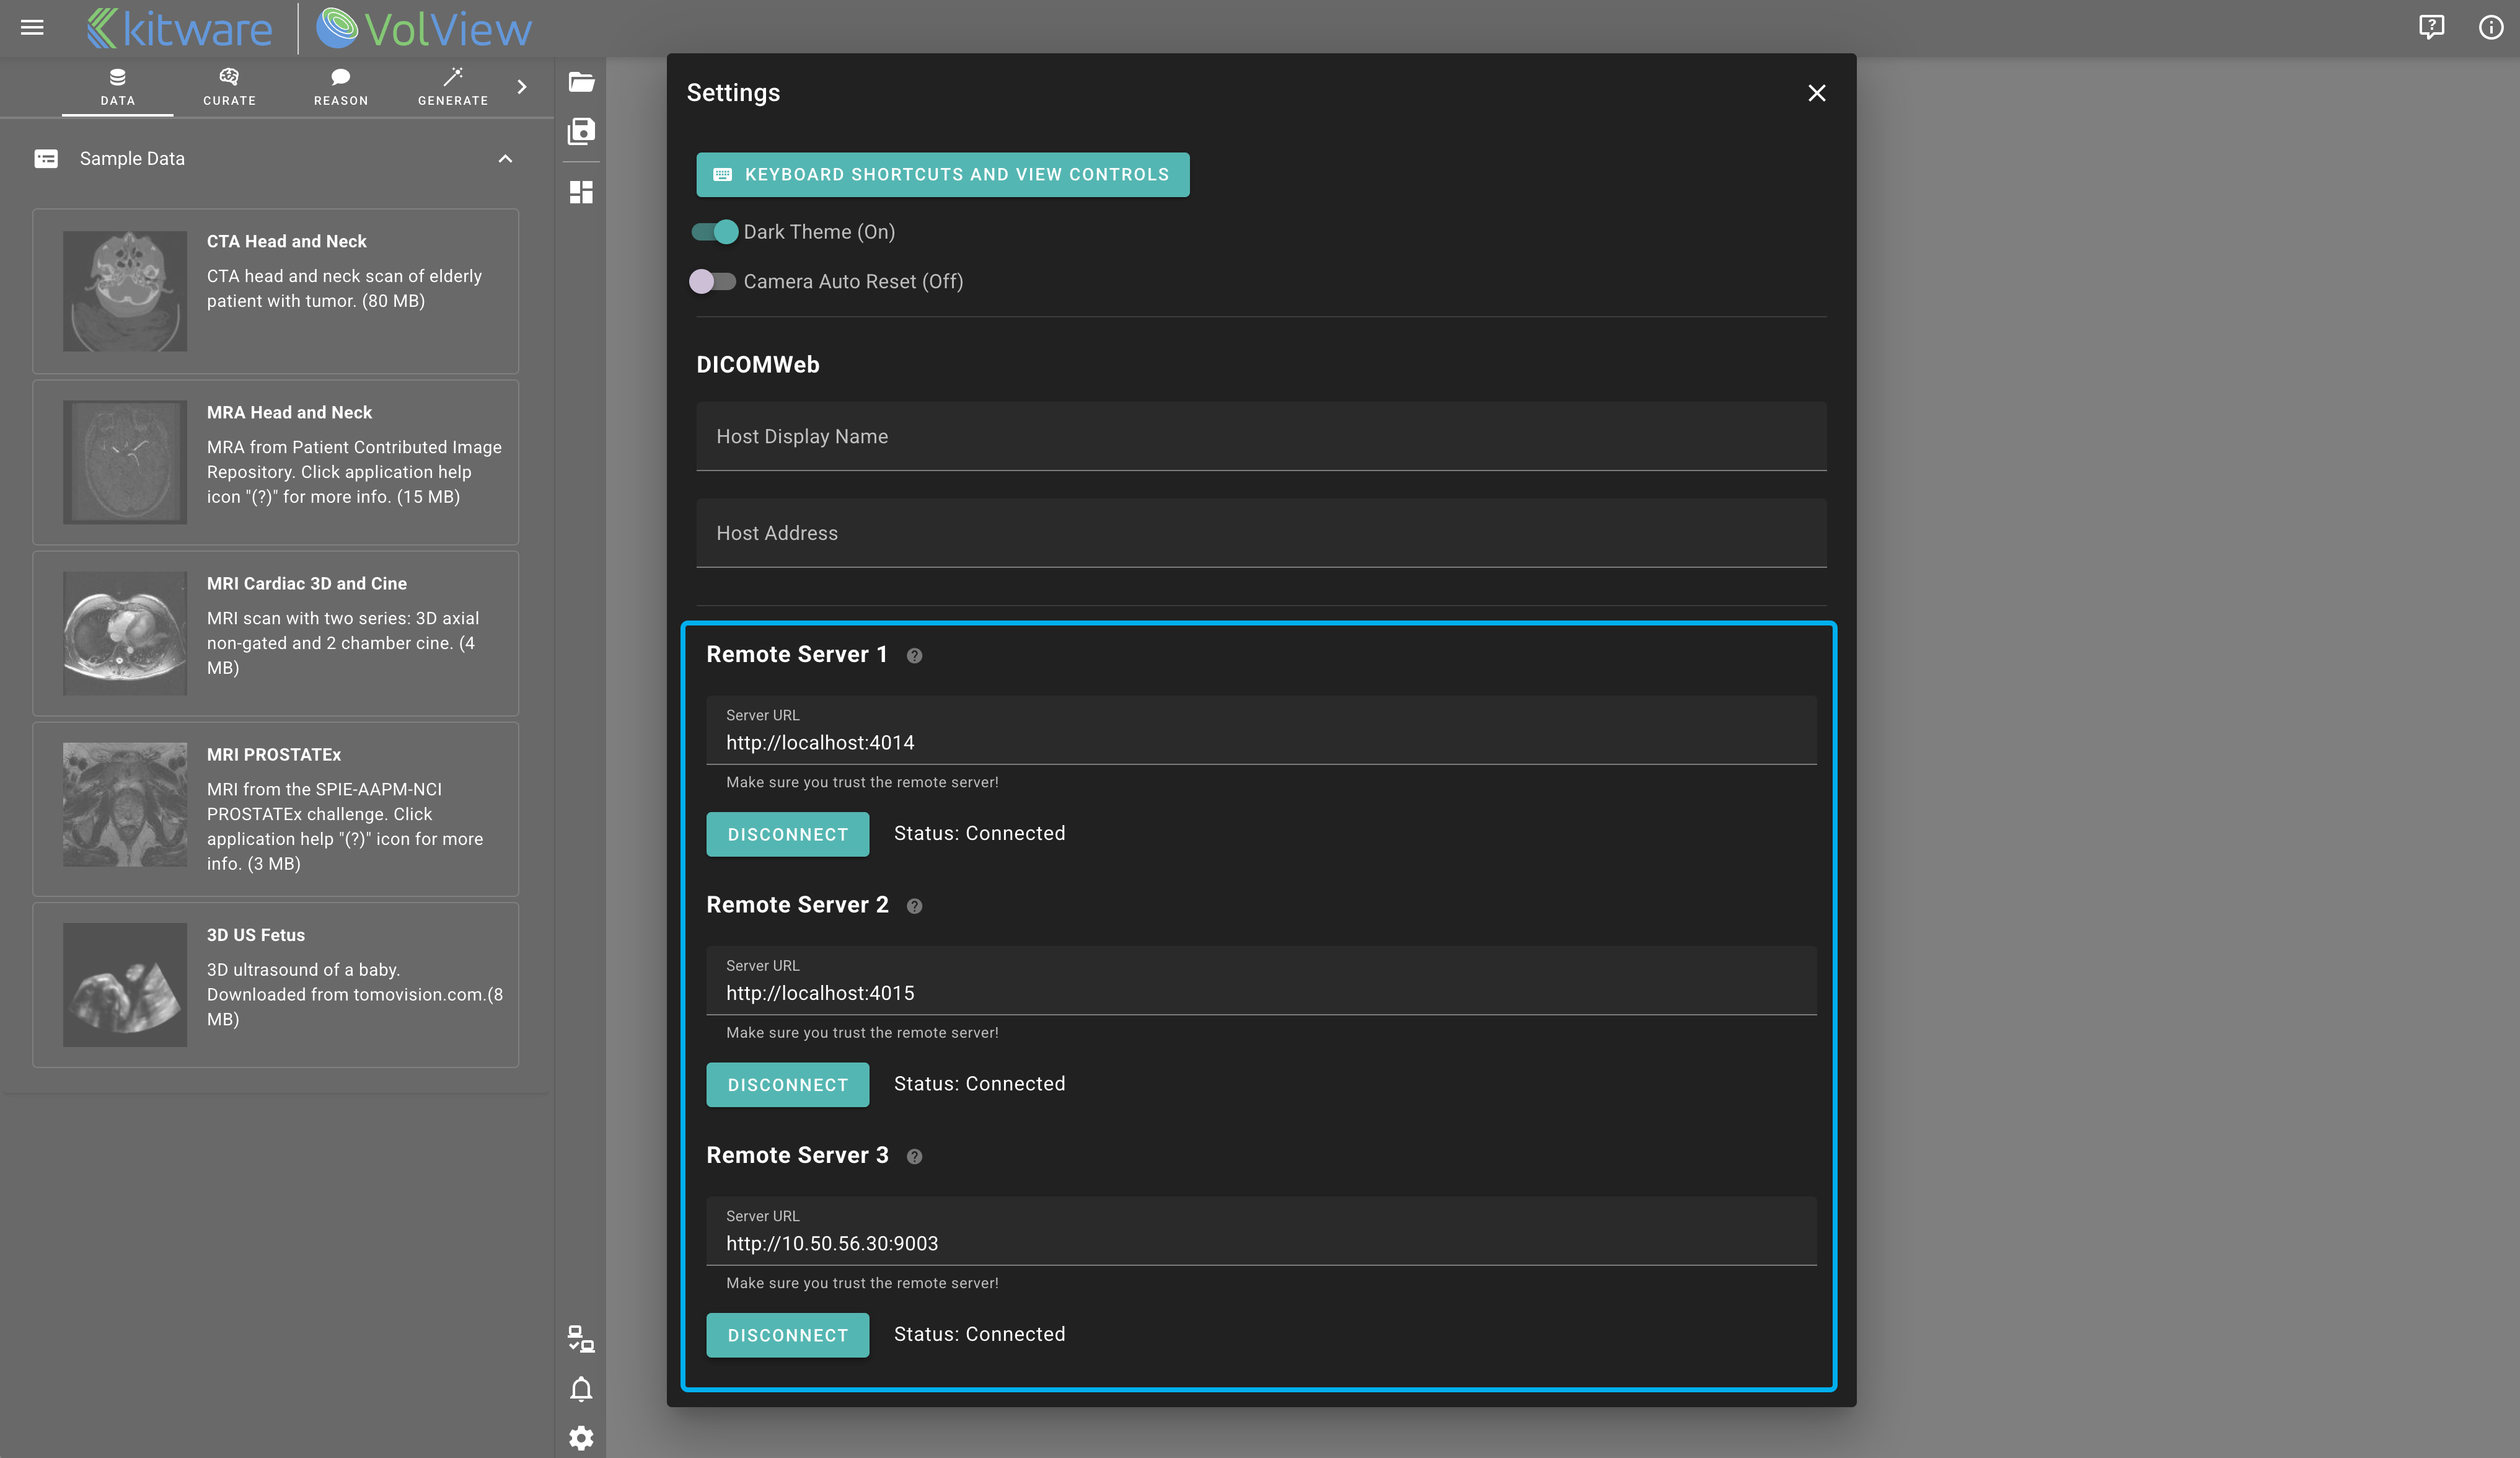 kitware VolView
DATA
CURATE
REASON
GENERATE
Sample Data
CTA Head and Neck
CTA head and neck scan of elderly
patient with tumor. (80 MB)
MRA Head and Neck
MRA from Patient Contributed Image
Repository. Click application help
icon "(?)" for more info. (15 MB)
MRI Cardiac 3D and Cine
MRI scan with two series: 3D axial
non-gated and 2 chamber cine. (4
MB)
MRI PROSTATEx
MRI from the SPIE-AAPM-NCI
PROSTATEx challenge. Click
application help "(?)" icon for more
info. (3 MB)
3D US Fetus
3D ultrasound of a baby.
Downloaded from tomovision.com.(8
MB)
Settings
KEYBOARD SHORTCUTS AND VIEW CONTROLS
Dark Theme (On)
Camera Auto Reset (Off)
DICOMWeb
Host Display Name
Host Address
Remote Server 1
Server URL
http://localhost:4014
Make sure you trust the remote server!
DISCONNECT Status: Connected
Remote Server 2
Server URL
http://localhost:4015
Make sure you trust the remote server!
DISCONNECT Status: Connected
Remote Server 3
Server URL
http://10.50.56.30:9003
Make sure you trust the remote server!
DISCONNECT Status: Connected